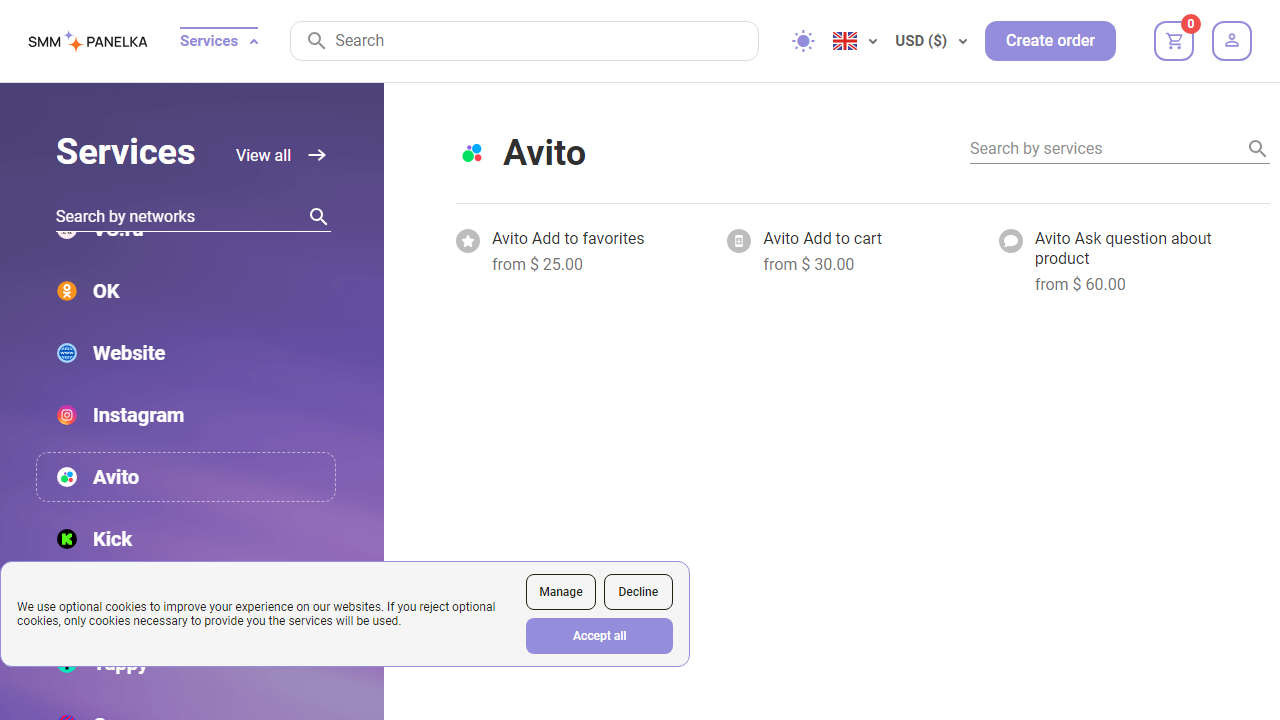 SMM PANELKA
Services
Search
USD ($)
Create order
0
Services
View all
Search by networks
OK
Website
Instagram
Avito
Kick
Avito
Search by services
Avito Add to favorites
from $ 25.00
Avito Add to cart
from $ 30.00
Avito Ask question about
product
from $ 60.00
We use optional cookies to improve your experience on our websites. If you reject optional
cookies, only cookies necessary to provide you the services will be used.
Manage
Decline
Accept all